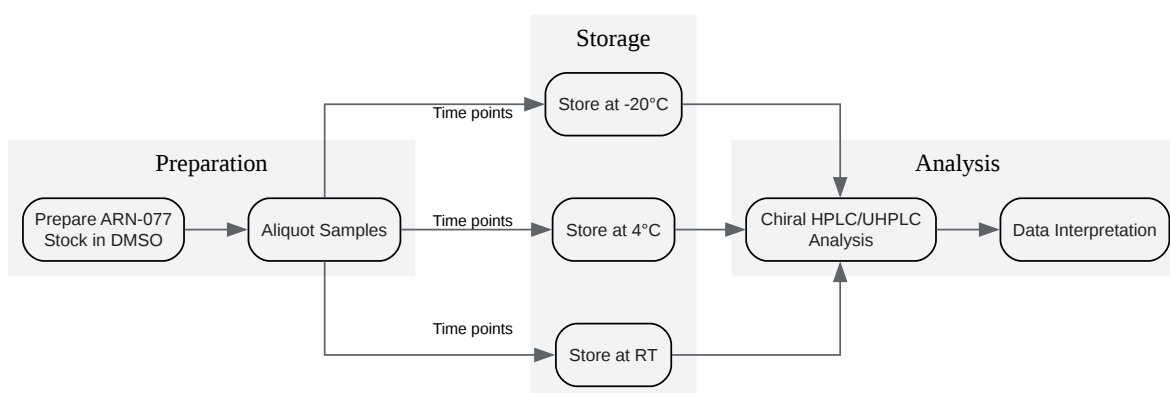 Storage
Store at -20°C
Time points
Preparation
Analysis
Prepare ARN-077
Stock in DMSO
Aliquot Samples
Time points
Store at 4°C
Chiral HPLC/UHPLC
Analysis
Data Interpretation
Time points
Store at RT